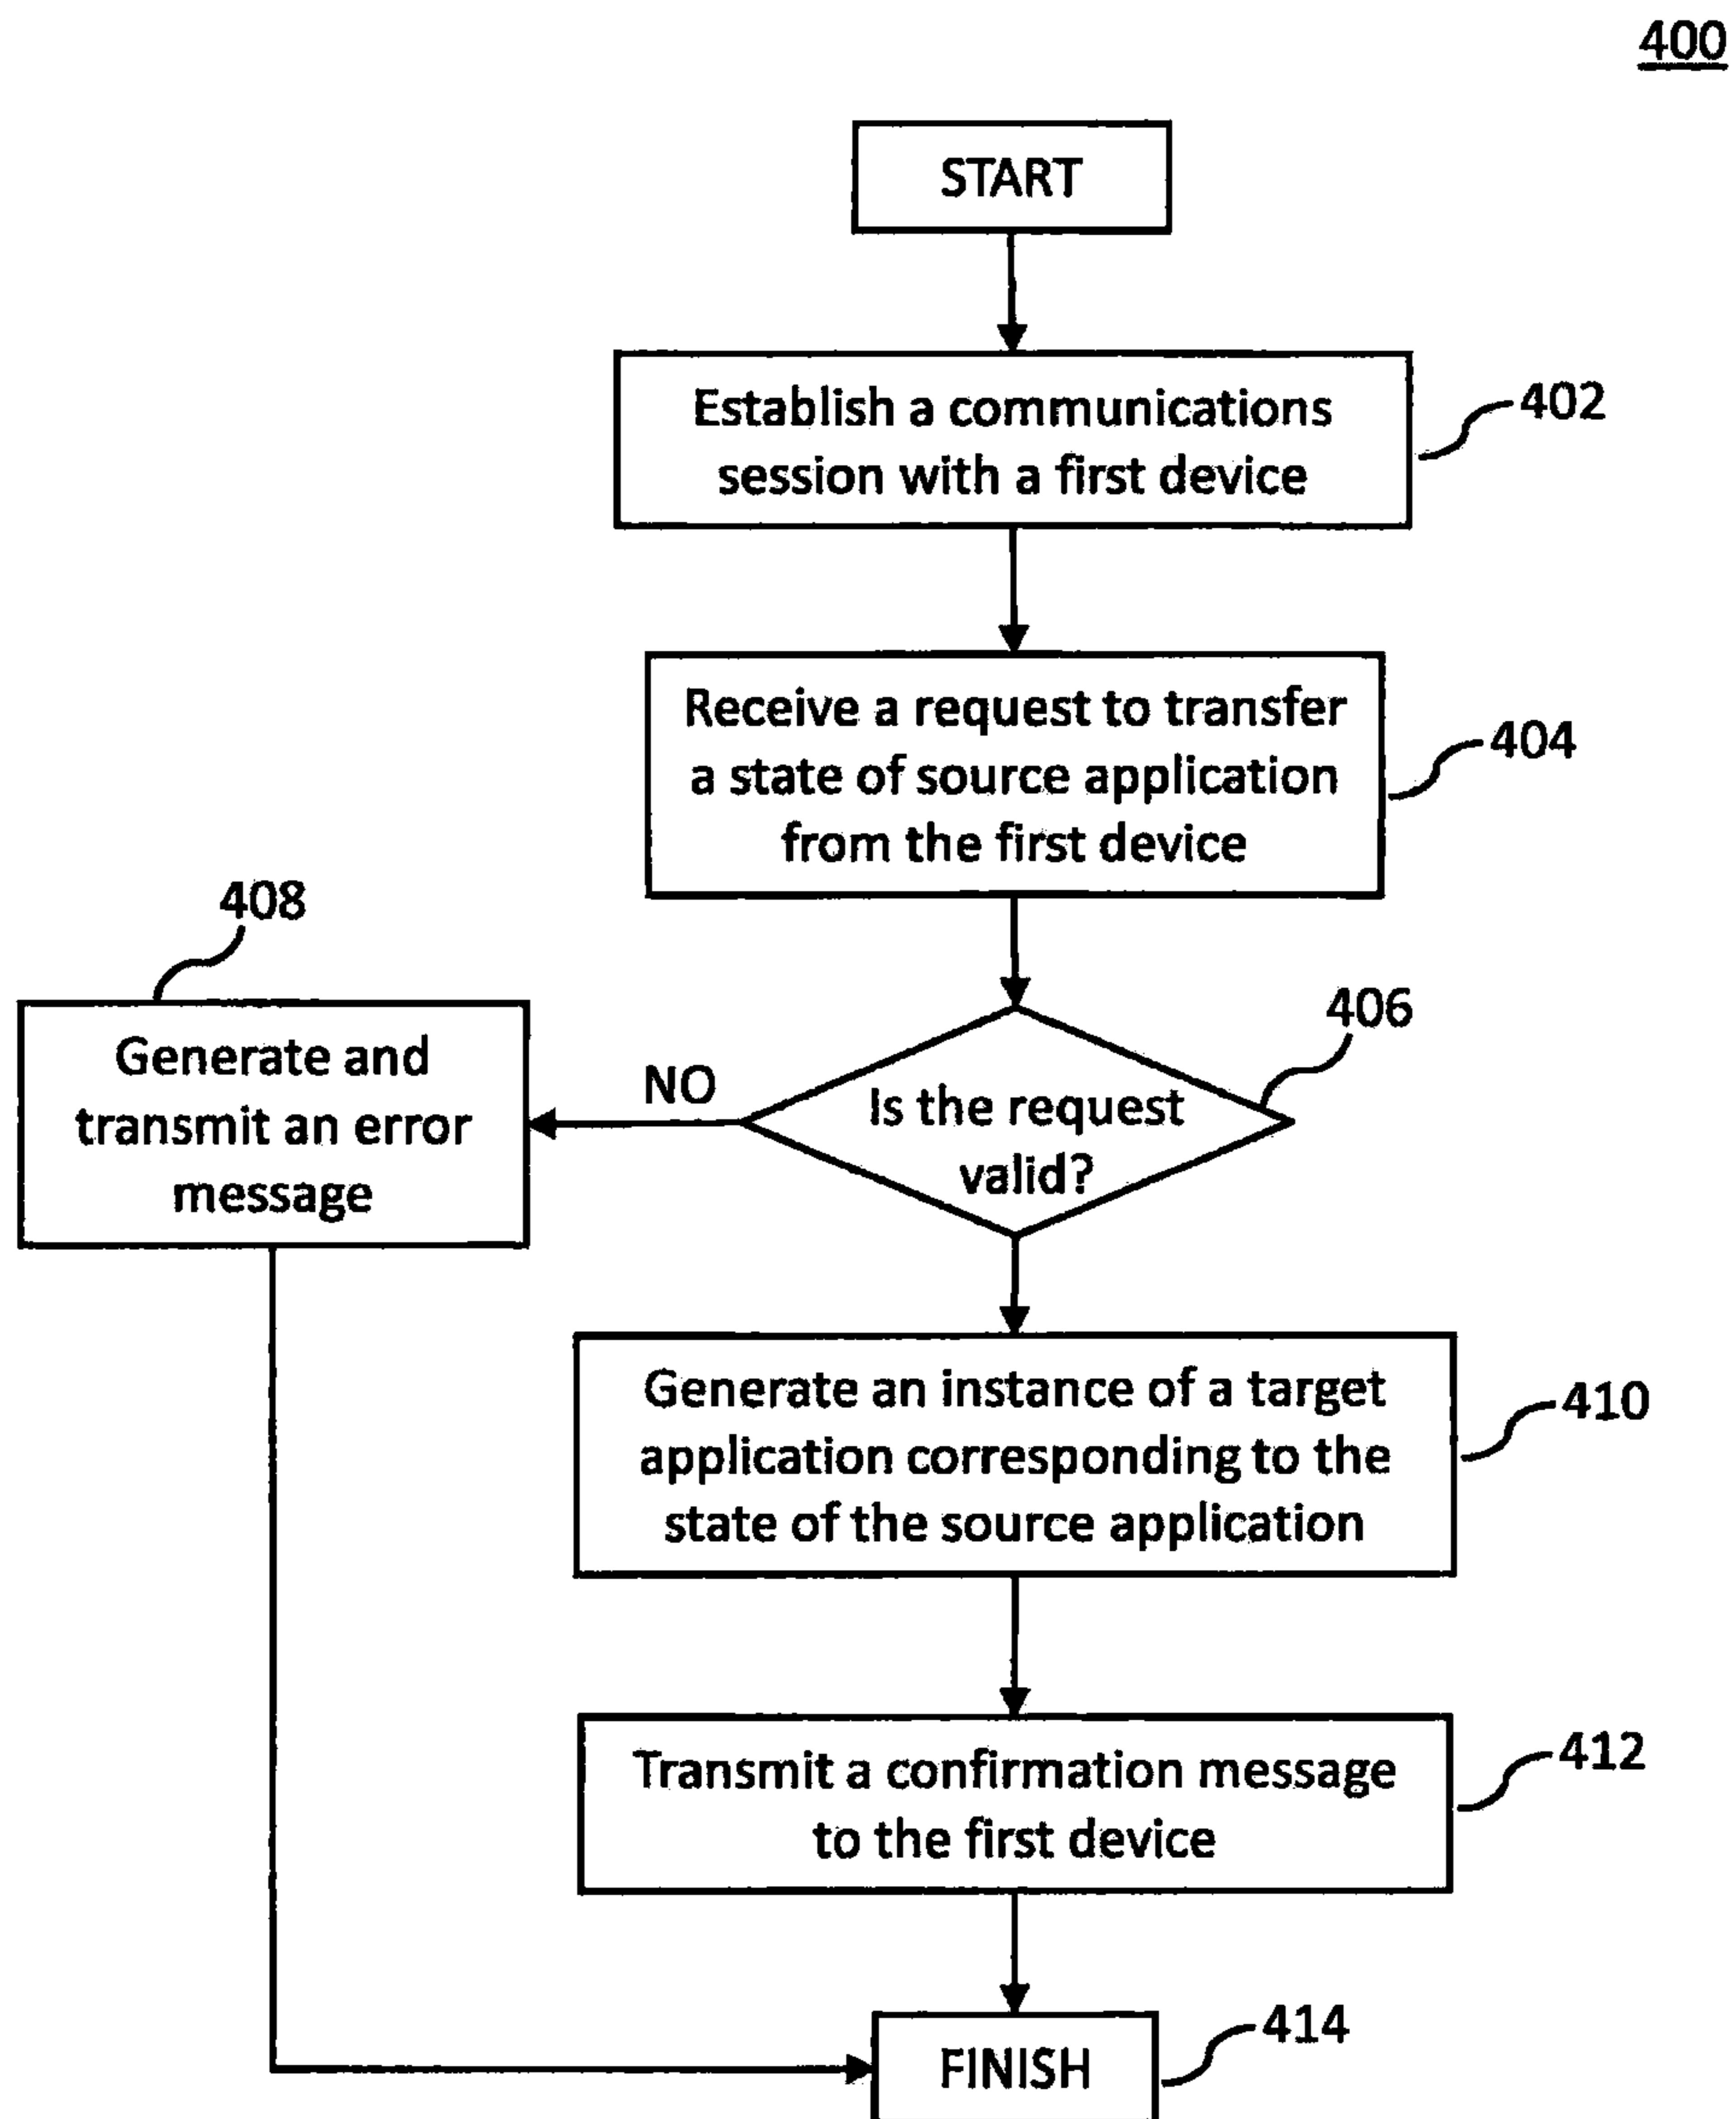 400
START
Establish a communications
session with a first device
402
Receive a request to transfer
a state of source application
from the first device
404
408
Generate and
transmit an error
message
NO
Is the request
valid?
406
Generate an instance of a target
application corresponding to the
state of the source application
410
Transmit a confirmation message
to the first device
412
FINISH
414